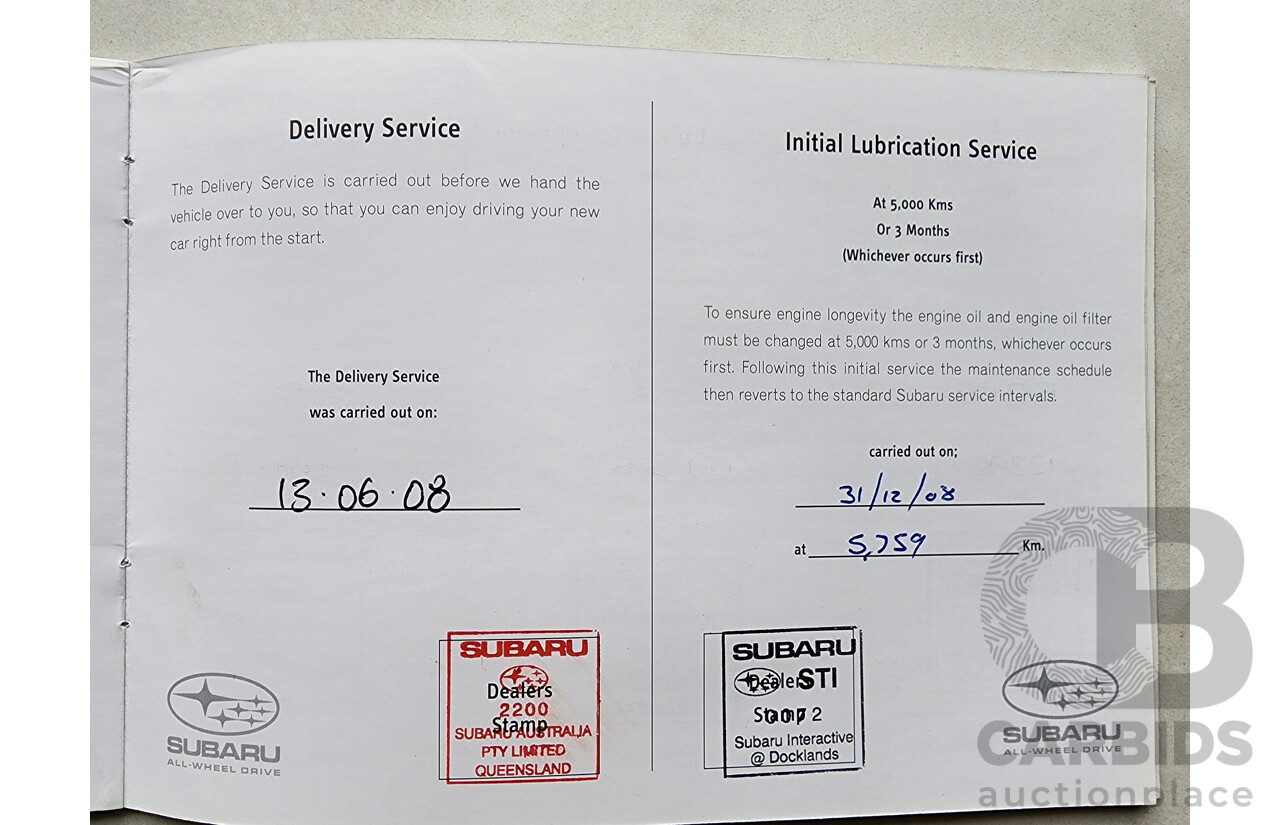 Delivery Service
The Delivery Service is carried out before we hand the
vehicle over to you, so that you can enjoy driving your new
car right from the start.
The Delivery Service
was carried out on:
13·06·08
SUBARU
Dealers
2200
Stamp
SUBARU AUSTRALIA
PTY LIMITED
QUEENSLAND
SUBARU
ALL-WHEEL DRIVE
Initial Lubrication Service
At 5,000 Kms
Or 3 Months
(Whichever occurs first)
To ensure engine longevity the engine oil and engine oil filter
must be changed at 5,000 kms or 3 months, whichever occurs
first. Following this initial service the maintenance schedule
then reverts to the standard Subaru service intervals.
carried out on;
31/12/08
at 5,759 Km.
SUBARU
Dealers STI
Stamp 2
Subaru Interactive
@ Docklands
SUBARU
ALL-WHEEL DRIVE
CARBIDS
auctionplace